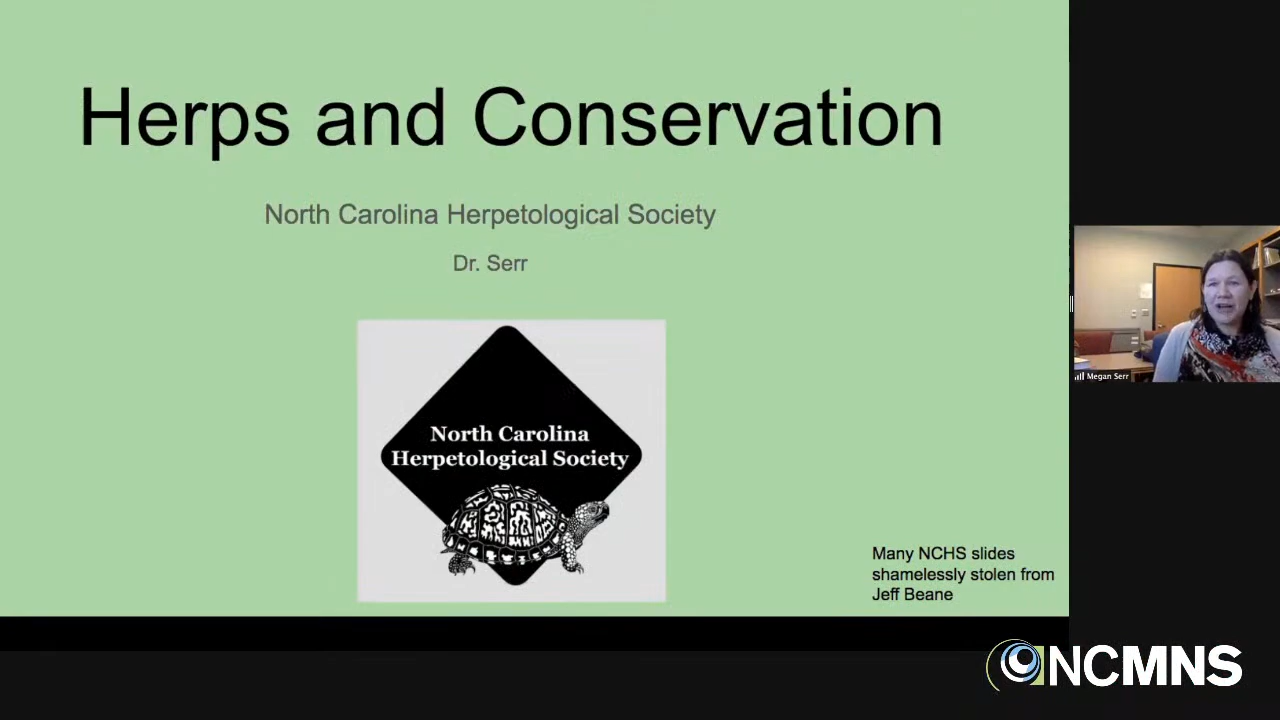 Herps and Conservation
North Carolina Herpetological Society
Dr. Serr
North Carolina
Herpetological Society
Many NCHS slides
shamelessly stolen from
Jeff Beane
Megan Serr
NCMNS